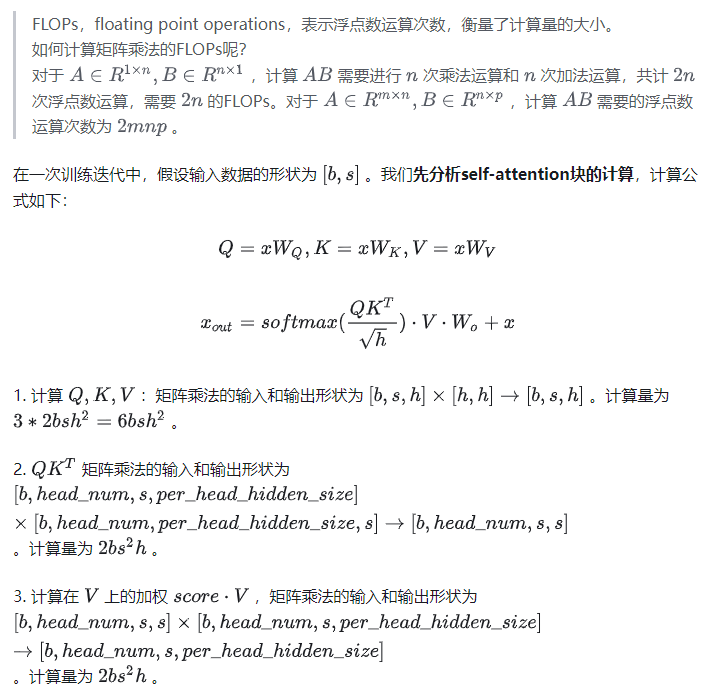 FLOPs，floating point operations，表示浮点数运算次数，衡量了计算量的大小。
如何计算矩阵乘法的FLOPs呢？
对于 $A \in R^{1 \times n}, B \in R^{n \times 1}$ ，计算 $AB$ 需要进行 $n$ 次乘法运算和 $n$ 次加法运算，共计 $2n$
次浮点数运算，需要 $2n$ 的FLOPs。对于 $A \in R^{m \times n}, B \in R^{n \times p}$ ，计算 $AB$ 需要的浮点数
运算次数为 $2mnp$ 。
在一次训练迭代中，假设输入数据的形状为 $[b, s]$ 。我们先分析self-attention块的计算，计算公
式如下：
$Q = xW_Q, K = xW_K, V = xW_V$
$x_{out} = softmax(\frac{QK^T}{\sqrt{h}}) \cdot V \cdot W_o + x$
1. 计算 $Q, K, V$ ：矩阵乘法的输入和输出形状为 $[b, s, h] \times [h, h] \to [b, s, h]$ 。计算量为
$3 * 2bsh^2 = 6bsh^2$ 。
2. $QK^T$ 矩阵乘法的输入和输出形状为
$[b, head\_num, s, per\_head\_hidden\_size]$
$\times [b, head\_num, per\_head\_hidden\_size, s] \to [b, head\_num, s, s]$
。计算量为 $2bs^2h$ 。
3. 计算在 $V$ 上的加权 $score \cdot V$ ，矩阵乘法的输入和输出形状为
$[b, head\_num, s, s] \times [b, head\_num, s, per\_head\_hidden\_size]$
$\to [b, head\_num, s, per\_head\_hidden\_size]$
。计算量为 $2bs^2h$ 。